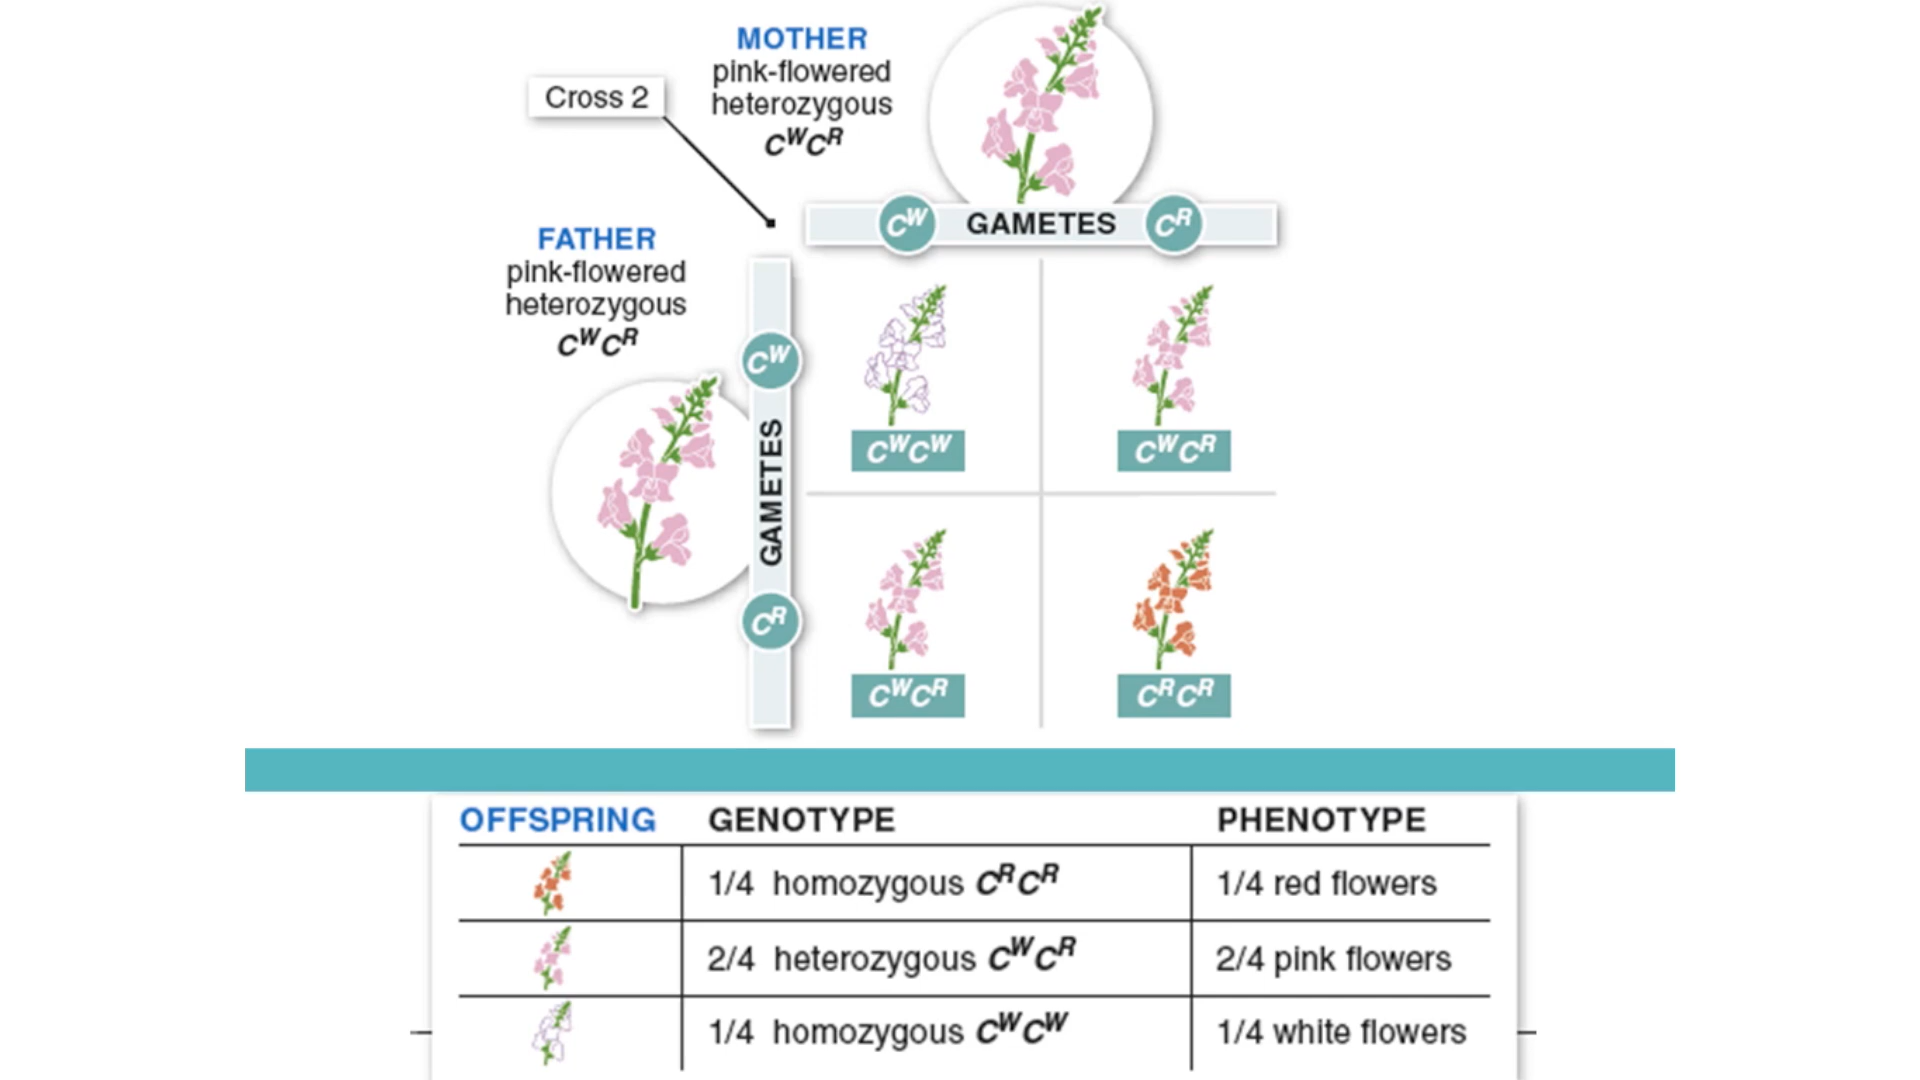 MOTHER
pink-flowered
heterozygous
CᵂCᴿ
Cross 2
Cᵂ GAMETES Cᴿ
FATHER
pink-flowered
heterozygous
CᵂCᴿ
Cᵂ
GAMETES
Cᴿ
CᵂCᵂ CᵂCᴿ
CᵂCᴿ CᴿCᴿ
OFFSPRING GENOTYPE PHENOTYPE
1/4 homozygous CᴿCᴿ 1/4 red flowers
2/4 heterozygous CᵂCᴿ 2/4 pink flowers
1/4 homozygous CᵂCᵂ 1/4 white flowers